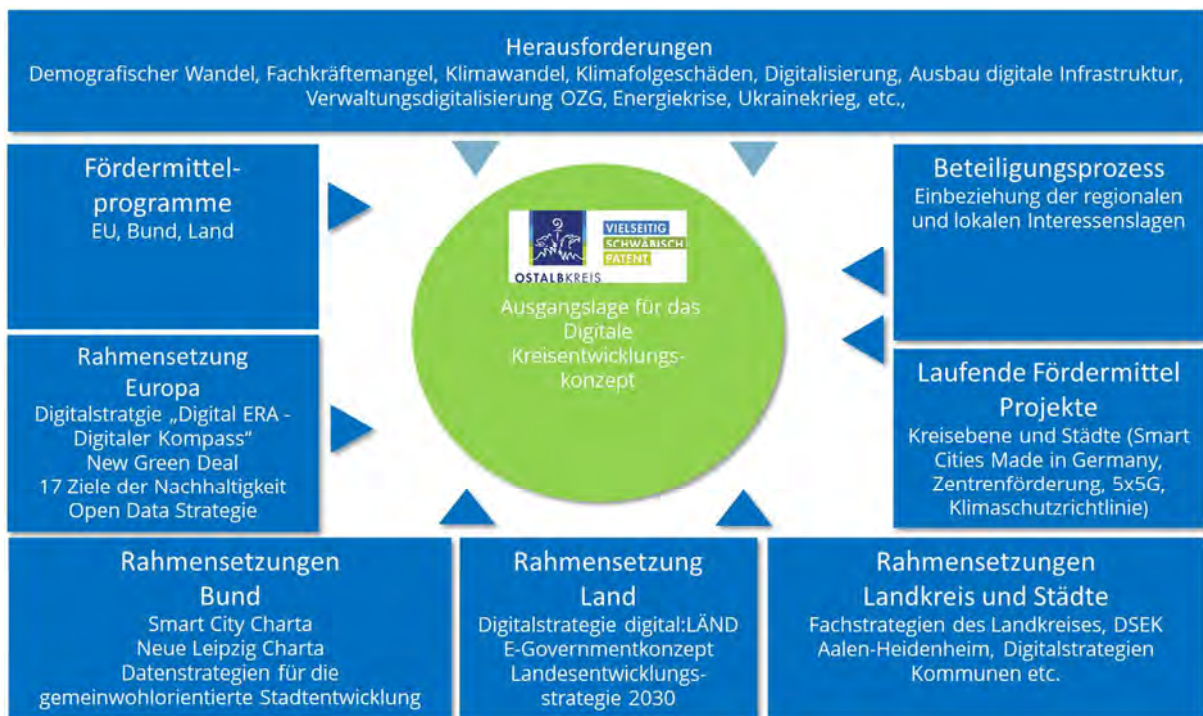 Herausforderungen
Demografischer Wandel, Fachkräftemangel, Klimawandel, Klimafolgeschäden, Digitalisierung, Ausbau digitale Infrastruktur,
Verwaltungsdigitalisierung OZG, Energiekrise, Ukrainekrieg, etc.,
Fördermittel-
programme
EU, Bund, Land
Rahmensetzung
Europa
Digitalstratgie „Digital ERA -
Digitaler Kompass“
New Green Deal
17 Ziele der Nachhaltigkeit
Open Data Strategie
OSTALBKREIS
VIELSEITIG
SCHWÄBISCH
PATENT
Ausgangslage für das
Digitale
Kreisentwicklungs-
konzept
Beteiligungsprozess
Einbeziehung der regionalen
und lokalen Interessenslagen
Laufende Fördermittel
Projekte
Kreisebene und Städte (Smart
Cities Made in Germany,
Zentrenförderung, 5x5G,
Klimaschutzrichtlinie)
Rahmensetzungen
Bund
Smart City Charta
Neue Leipzig Charta
Datenstrategien für die
gemeinwohlorientierte Stadtentwicklung
Rahmensetzung
Land
Digitalstrategie digital:LÄND
E-Governmentkonzept
Landesentwicklungs-
strategie 2030
Rahmensetzungen
Landkreis und Städte
Fachstrategien des Landkreises, DSEK
Aalen-Heidenheim, Digitalstrategien
Kommunen etc.